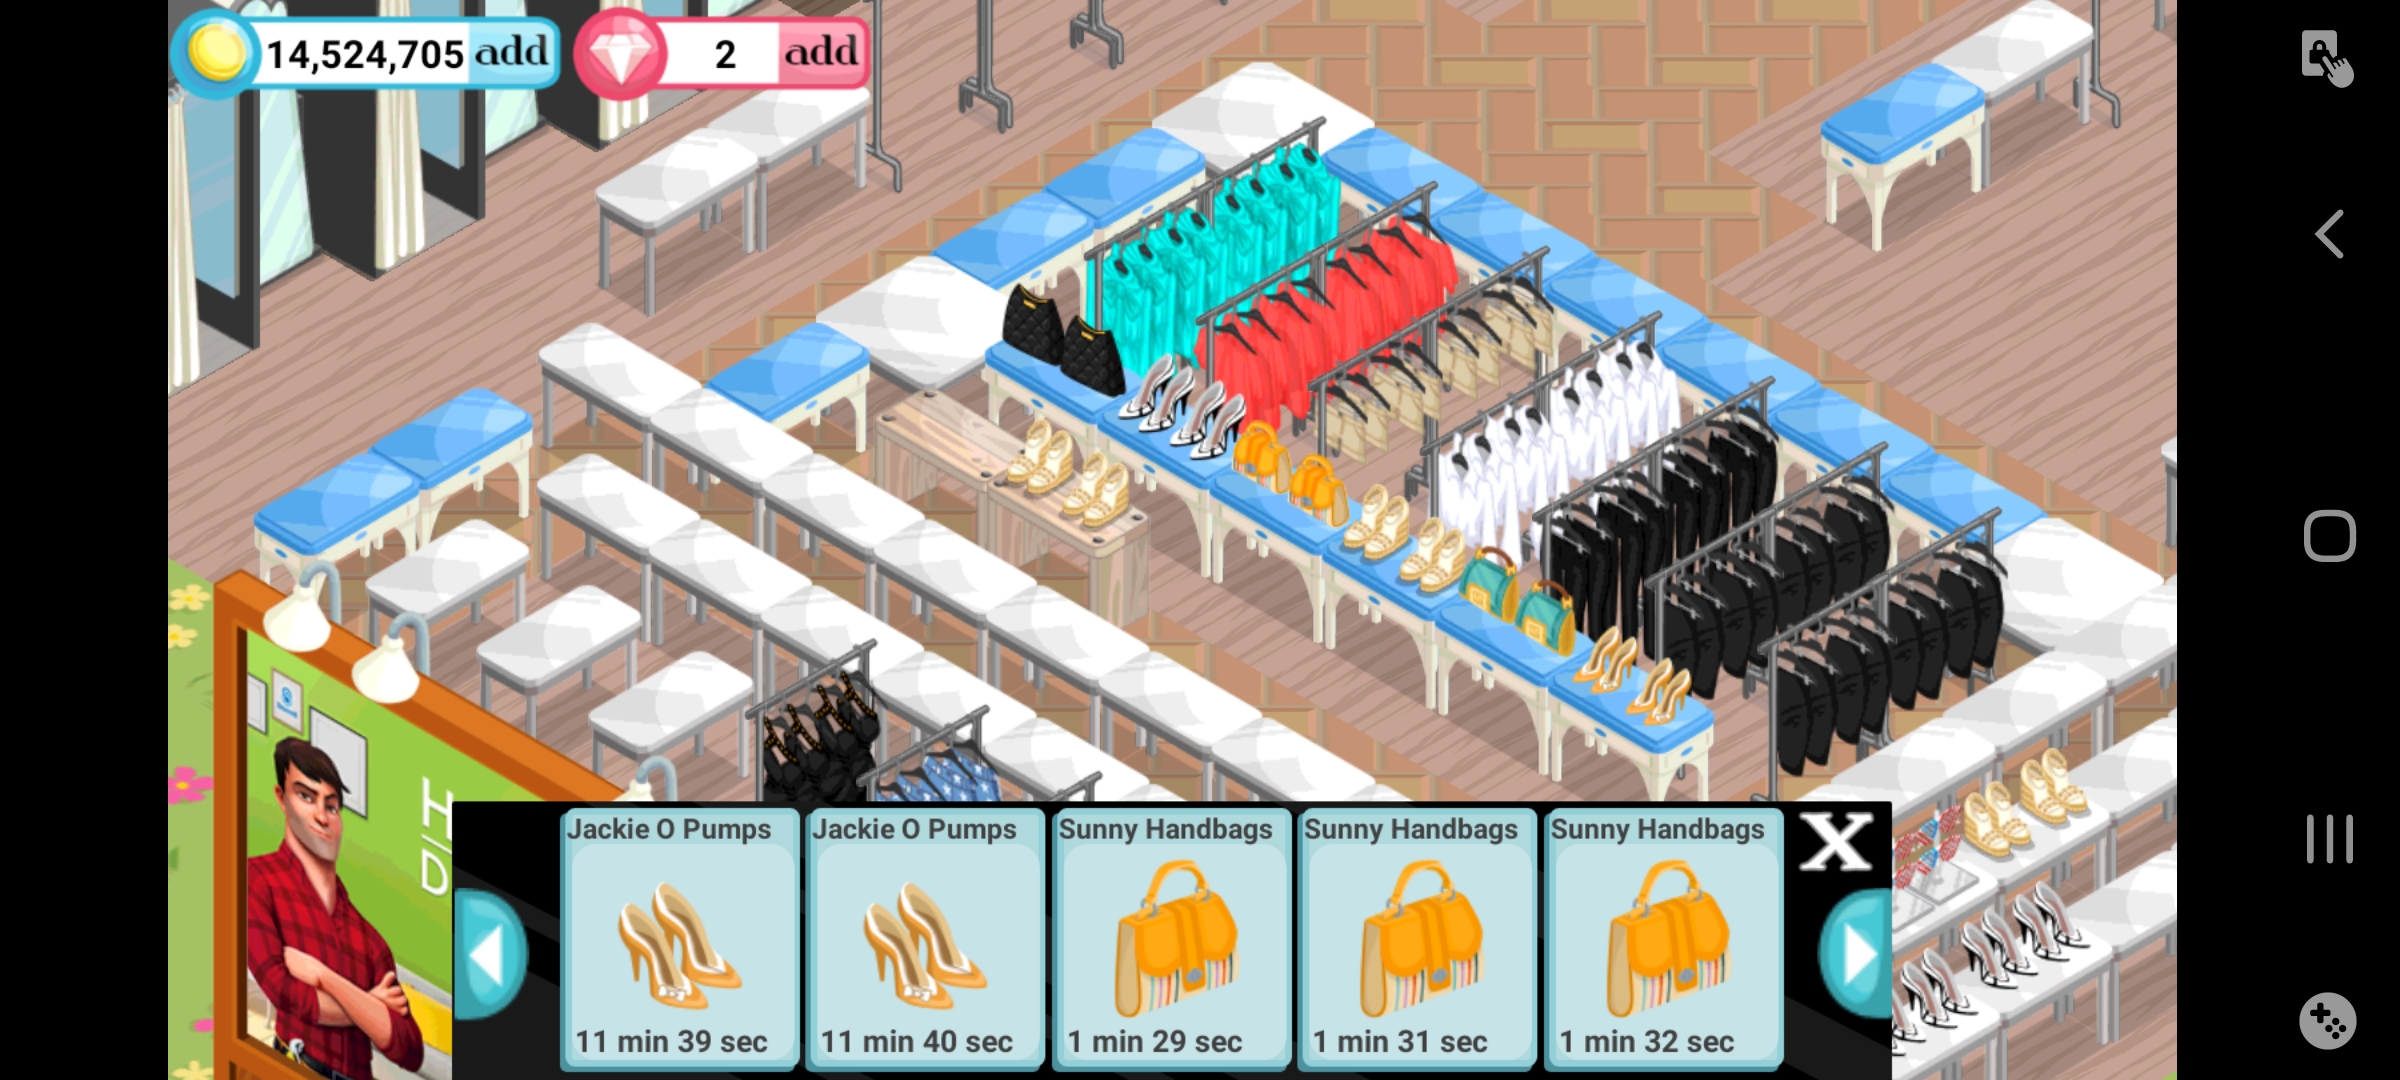 14,524,705 add
2 add
H
D
Jackie O Pumps
11 min 39 sec
Jackie O Pumps
11 min 40 sec
Sunny Handbags
1 min 29 sec
Sunny Handbags
1 min 31 sec
Sunny Handbags
1 min 32 sec
X